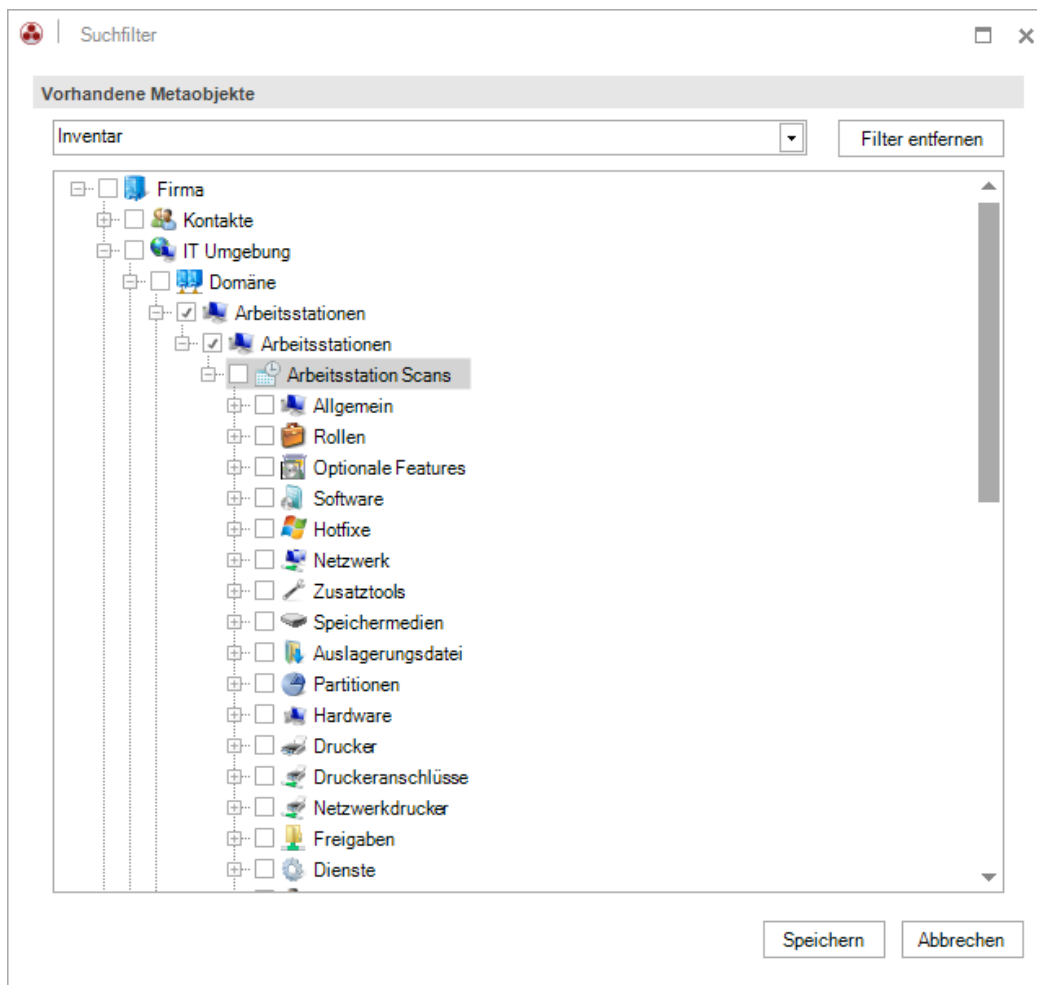 Suchfilter
Vorhandene Metaobjekte
Inventar
Filter entfernen
Firma
Kontakte
IT Umgebung
Domäne
Arbeitsstationen
Arbeitsstationen
Arbeitsstation Scans
Allgemein
Rollen
Optionale Features
Software
Hotfixe
Netzwerk
Zusatztools
Speichermedien
Auslagerungsdatei
Partitionen
Hardware
Drucker
Druckeranschlüsse
Netzwerkdrucker
Freigaben
Dienste
Speichern
Abbrechen